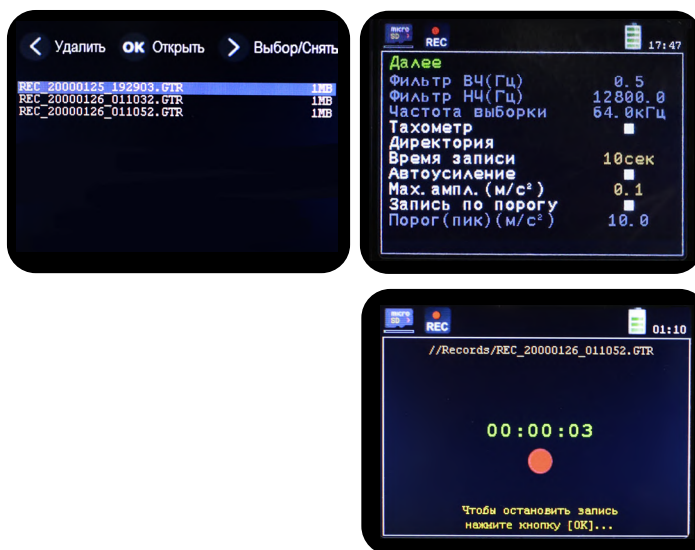 Удалить OK Открыть Выбор/Снять
REC_20000125_192903.GTR 1MB
REC_20000126_011032.GTR 1MB
REC_20000126_011052.GTR 1MB
micro SD REC 17:47
Далее
Фильтр ВЧ(Гц) 0.5
Фильтр НЧ(Гц) 12800.0
Частота выборки 64.0кГц
Тахометр
Директория
Время записи 10сек
Автоусиление
Мах.ампл.(м/с²) 0.1
Запись по порогу
Порог(пик)(м/с²) 10.0
micro SD REC 01:10
//Records/REC_20000126_011052.GTR
00:00:03
Чтобы остановить запись
нажмите кнопку [OK]...